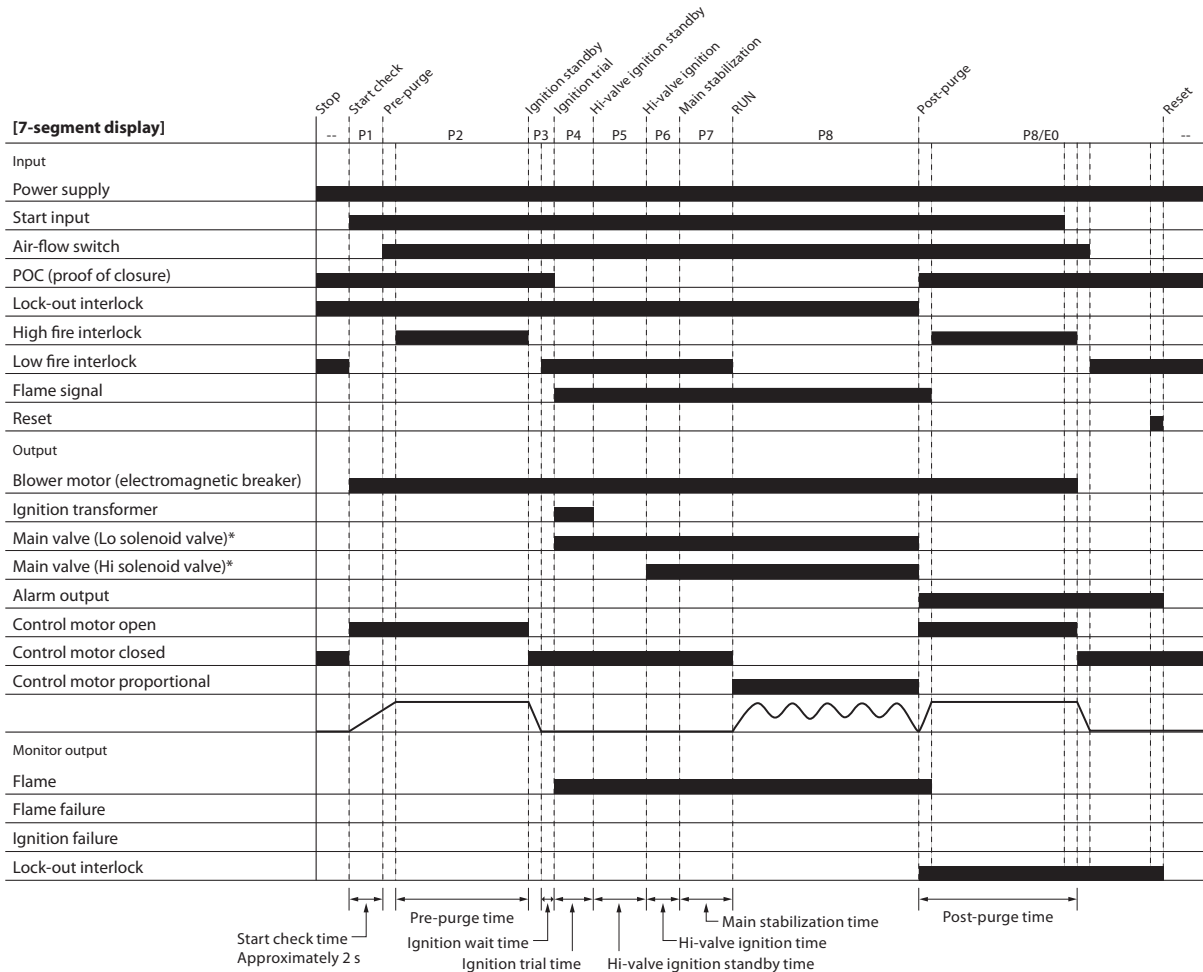 Stop
Start check
Pre-purge
Ignition standby
Ignition trial
Hi-valve ignition standby
Hi-valve ignition
Main stabilization
RUN
Post-purge
Reset
[7-segment display] -- P1 P2 P3 P4 P5 P6 P7 P8 P8/E0 --
Input
Power supply
Start input
Air-flow switch
POC (proof of closure)
Lock-out interlock
High fire interlock
Low fire interlock
Flame signal
Reset
Output
Blower motor (electromagnetic breaker)
Ignition transformer
Main valve (Lo solenoid valve)*
Main valve (Hi solenoid valve)*
Alarm output
Control motor open
Control motor closed
Control motor proportional
Monitor output
Flame
Flame failure
Ignition failure
Lock-out interlock
Pre-purge time
Main stabilization time
Post-purge time
Start check time
Approximately 2 s
Ignition wait time
Hi-valve ignition time
Ignition trial time
Hi-valve ignition standby time